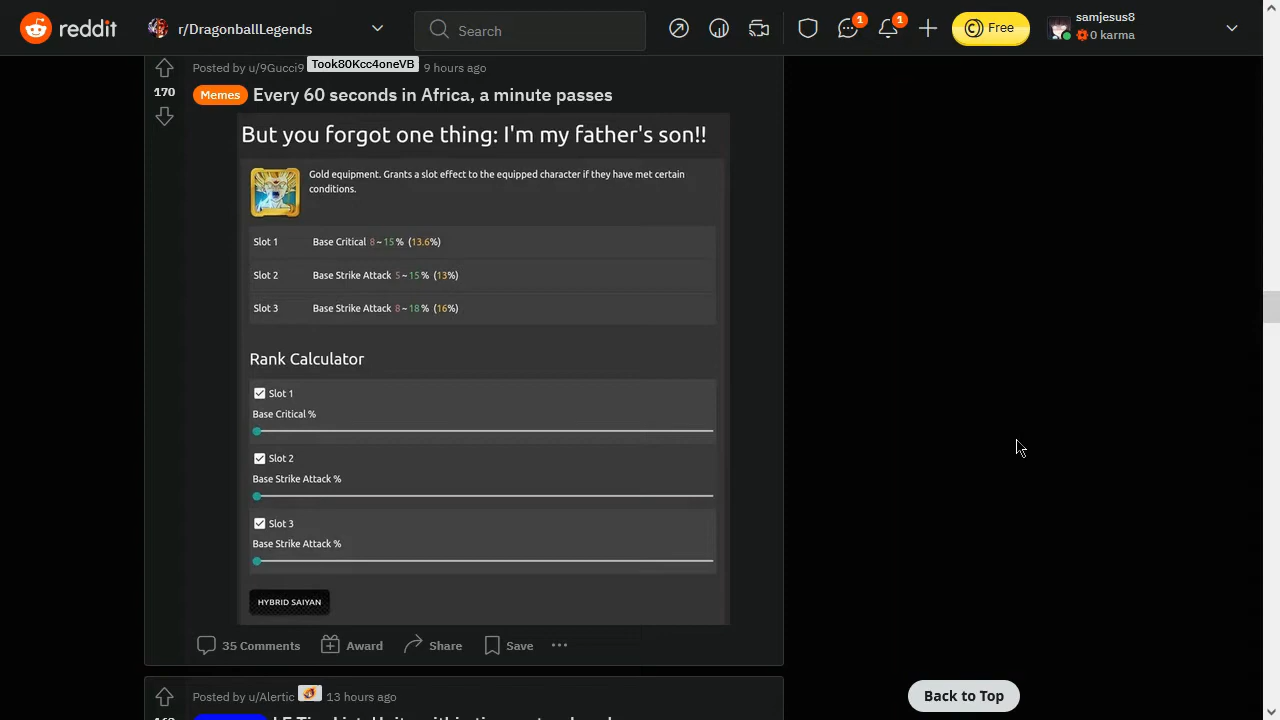 reddit
r/DragonballLegends
Search
1
1
Free
samjesus8
0 karma
Posted by u/9Gucci9 Took80Kcc4oneVB 9 hours ago
170
Memes Every 60 seconds in Africa, a minute passes
But you forgot one thing: I'm my father's son!!
Gold equipment. Grants a slot effect to the equipped character if they have met certain
conditions.
Slot 1 Base Critical 8 ~ 15 % (13.6%)
Slot 2 Base Strike Attack 5 ~ 15 % (13%)
Slot 3 Base Strike Attack 8 ~ 18 % (16%)
Rank Calculator
Slot 1
Base Critical %
Slot 2
Base Strike Attack %
Slot 3
Base Strike Attack %
HYBRID SAIYAN
35 Comments Award Share Save
Back to Top
Posted by u/Alertic 13 hours ago